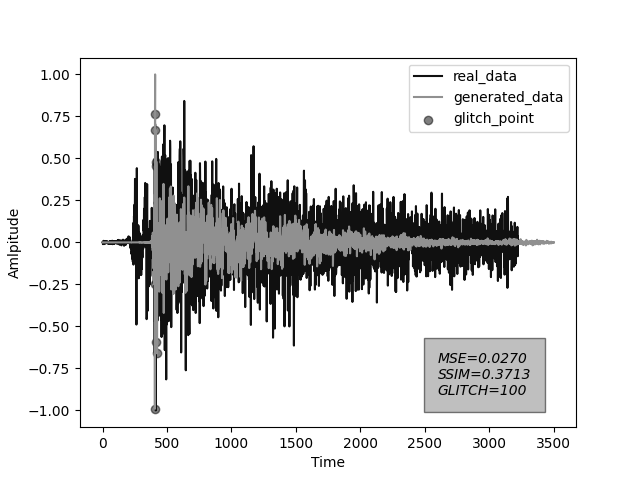 1.00
0.75
0.50
0.25
0.00
−0.25
−0.50
−0.75
−1.00
Amlpitude
real_data
generated_data
glitch_point
MSE=0.0270
SSIM=0.3713
GLITCH=100
0 500 1000 1500 2000 2500 3000 3500
Time